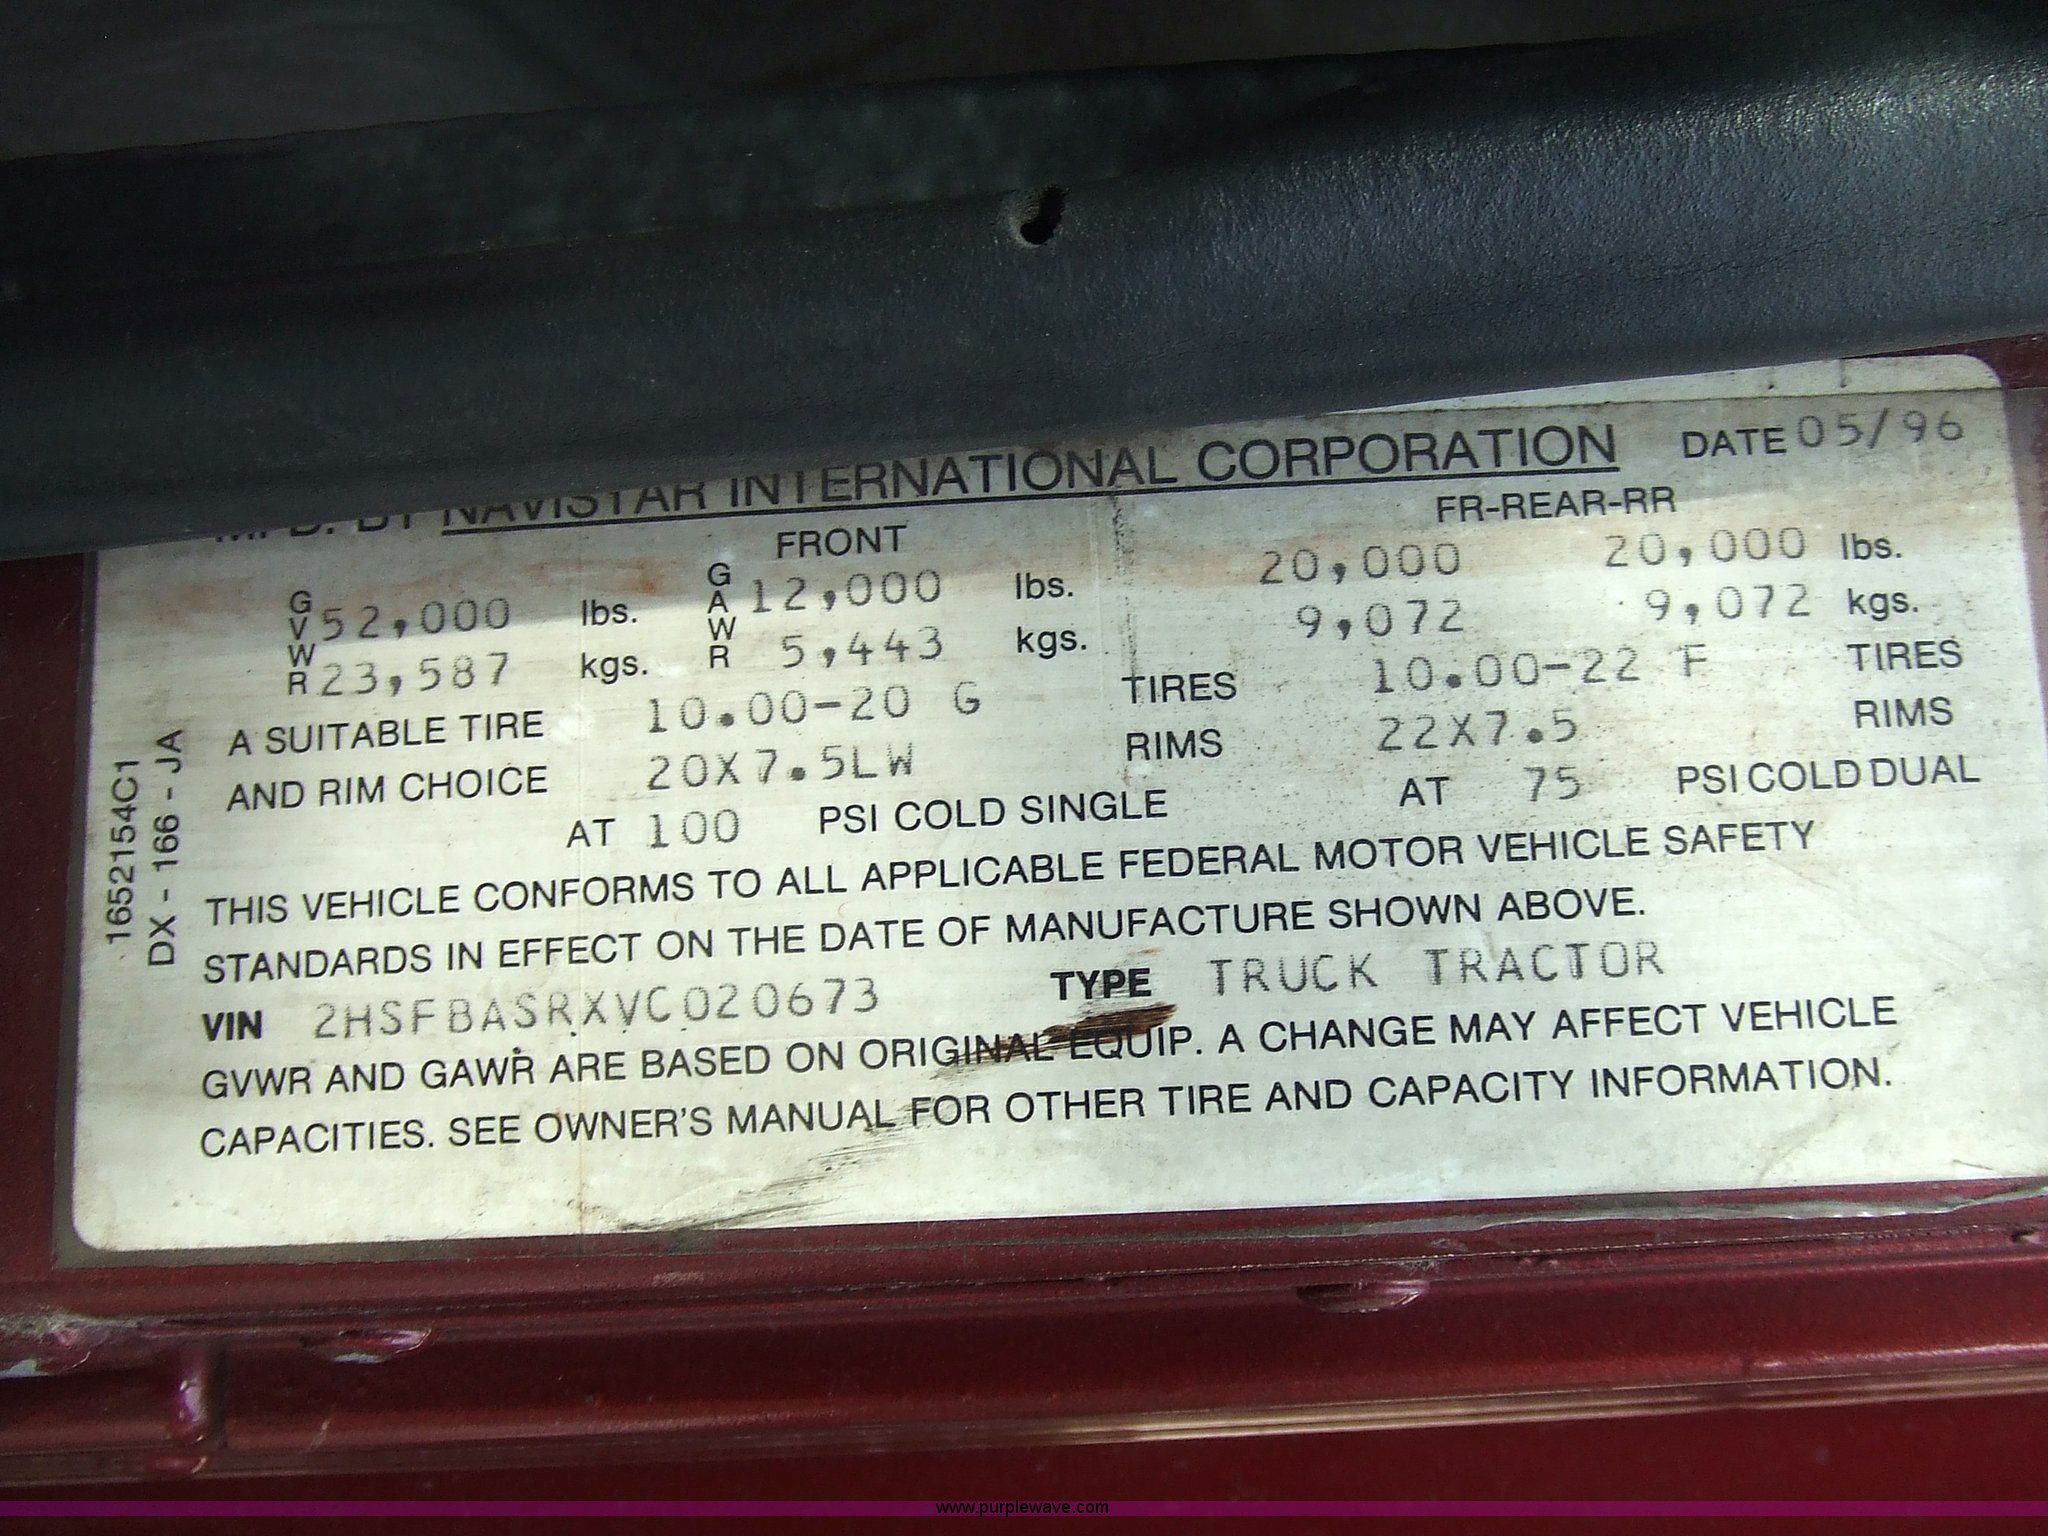 MFD. BY NAVISTAR INTERNATIONAL CORPORATION DATE 05/96
FRONT FR-REAR-RR
GVWR 52,000 lbs. GAWR 12,000 lbs. 20,000 20,000 lbs.
23,587 kgs. 5,443 kgs. 9,072 9,072 kgs.
A SUITABLE TIRE 10.00-20 G TIRES 10.00-22 F TIRES
AND RIM CHOICE 20X7.5LW RIMS 22X7.5 RIMS
AT 100 PSI COLD SINGLE AT 75 PSI COLD DUAL
THIS VEHICLE CONFORMS TO ALL APPLICABLE FEDERAL MOTOR VEHICLE SAFETY
STANDARDS IN EFFECT ON THE DATE OF MANUFACTURE SHOWN ABOVE.
VIN 2HSFBASRXVC020673 TYPE TRUCK TRACTOR
GVWR AND GAWR ARE BASED ON ORIGINAL EQUIP. A CHANGE MAY AFFECT VEHICLE
CAPACITIES. SEE OWNER'S MANUAL FOR OTHER TIRE AND CAPACITY INFORMATION.
1652154C1
DX - 166 - JA
www.purplewave.com